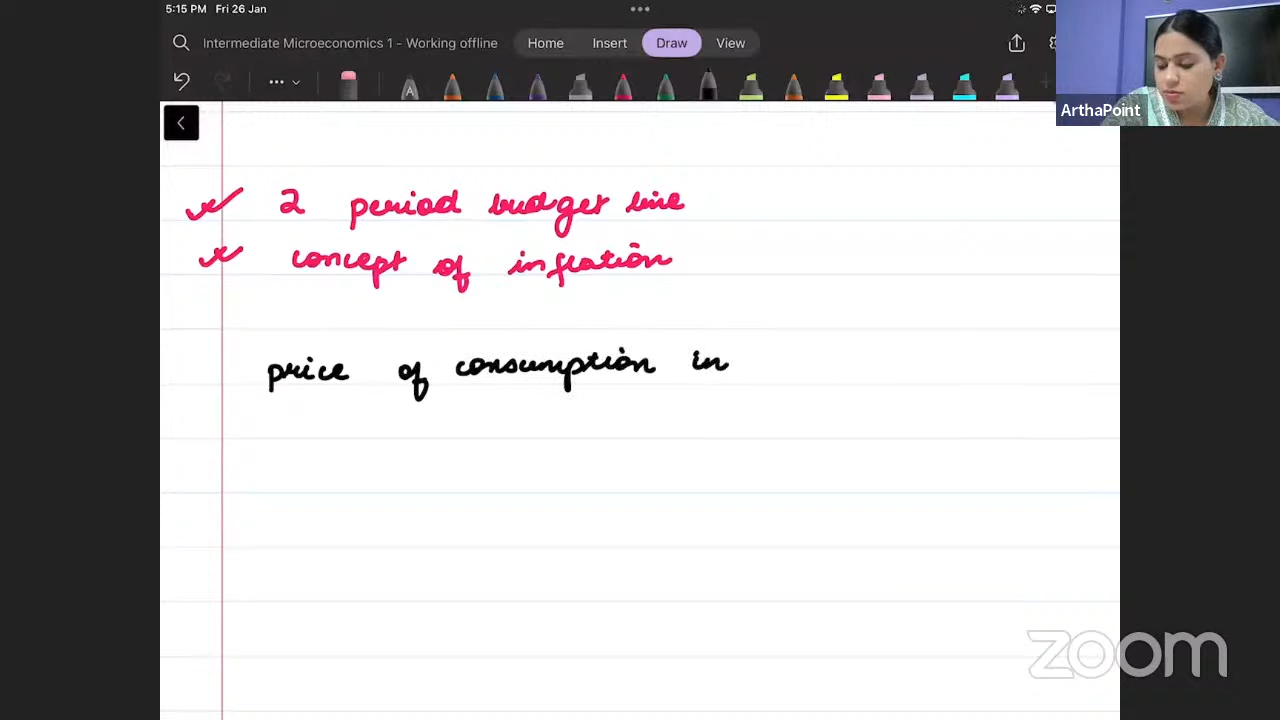 5:15 PM Fri 26 Jan
Intermediate Microeconomics 1 - Working offline
Home Insert Draw View
A
ArthaPoint
2 period budget line
concept of inflation
price of consumption in
zoom